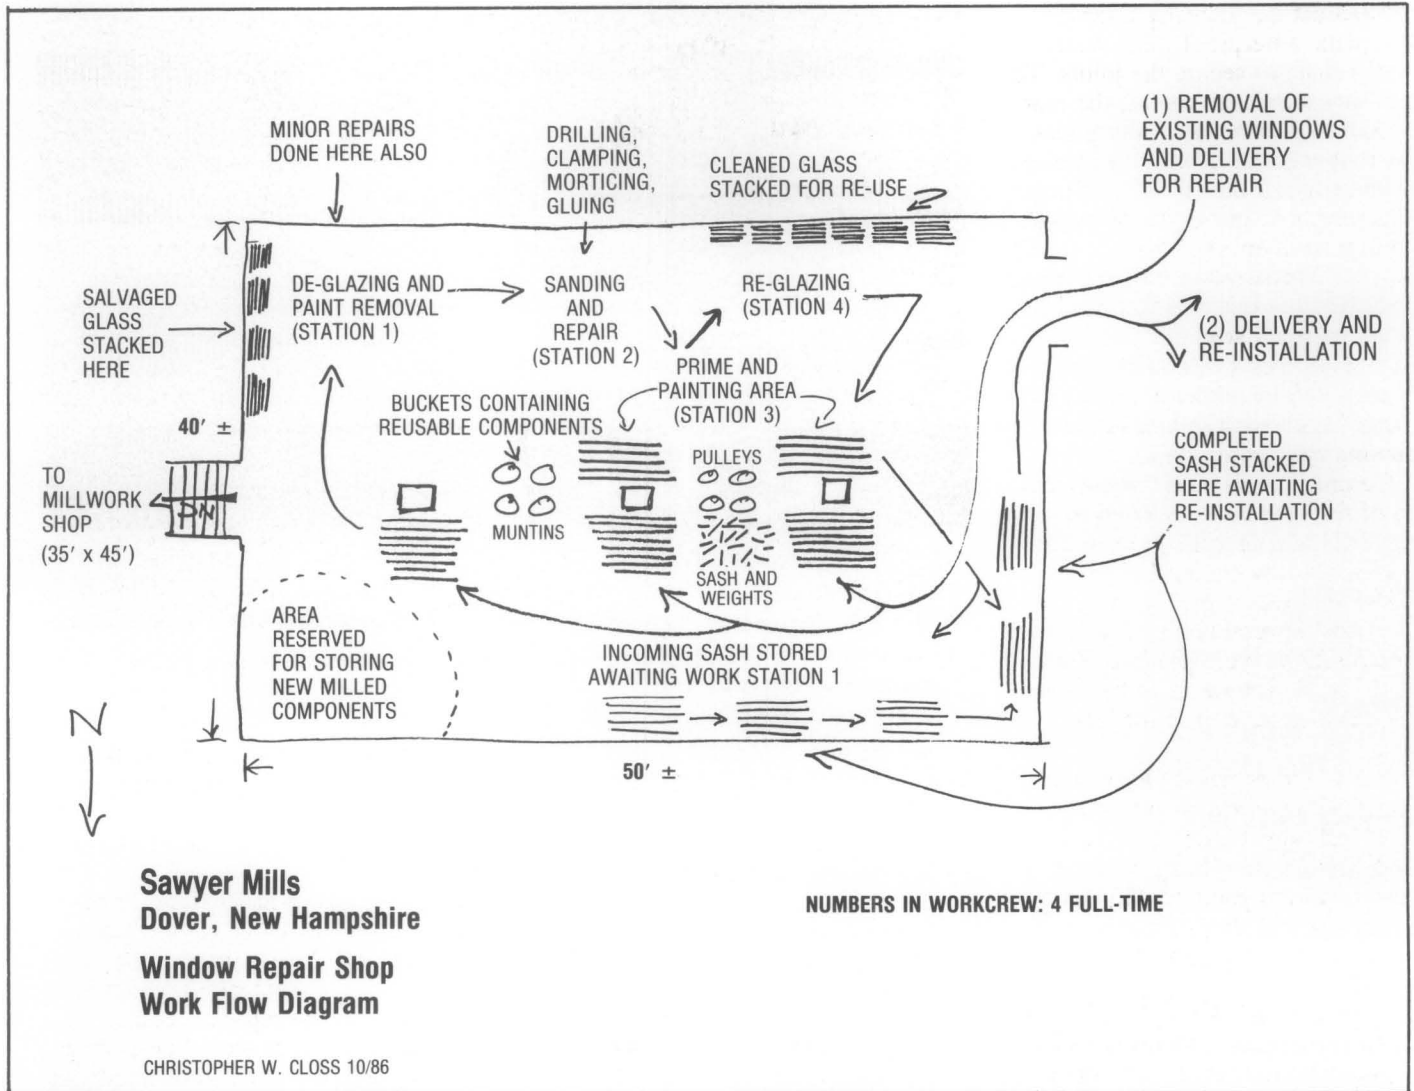 MINOR REPAIRS
DONE HERE ALSO
DRILLING,
CLAMPING,
MORTICING,
GLUING
CLEANED GLASS
STACKED FOR RE-USE
(1) REMOVAL OF
EXISTING WINDOWS
AND DELIVERY
FOR REPAIR
SALVAGED
GLASS
STACKED
HERE
DE-GLAZING AND
PAINT REMOVAL
(STATION 1)
SANDING
AND
REPAIR
(STATION 2)
RE-GLAZING
(STATION 4)
(2) DELIVERY AND
RE-INSTALLATION
PRIME AND
PAINTING AREA
(STATION 3)
BUCKETS CONTAINING
REUSABLE COMPONENTS
40' ±
PULLEYS
COMPLETED
SASH STACKED
HERE AWAITING
RE-INSTALLATION
TO
MILLWORK
SHOP
(35' x 45')
DN
MUNTINS
SASH AND
WEIGHTS
AREA
RESERVED
FOR STORING
NEW MILLED
COMPONENTS
INCOMING SASH STORED
AWAITING WORK STATION 1
N
50' ±
Sawyer Mills
Dover, New Hampshire
Window Repair Shop
Work Flow Diagram
NUMBERS IN WORKCREW: 4 FULL-TIME
CHRISTOPHER W. CLOSS 10/86